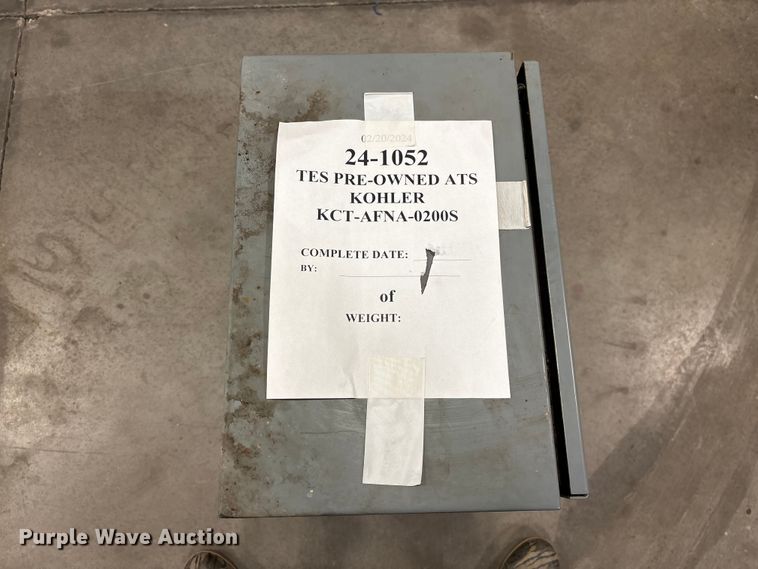 02/20/2024
24-1052
TES PRE-OWNED ATS
KOHLER
KCT-AFNA-0200S
COMPLETE DATE:
BY:
of
WEIGHT:
Purple Wave Auction